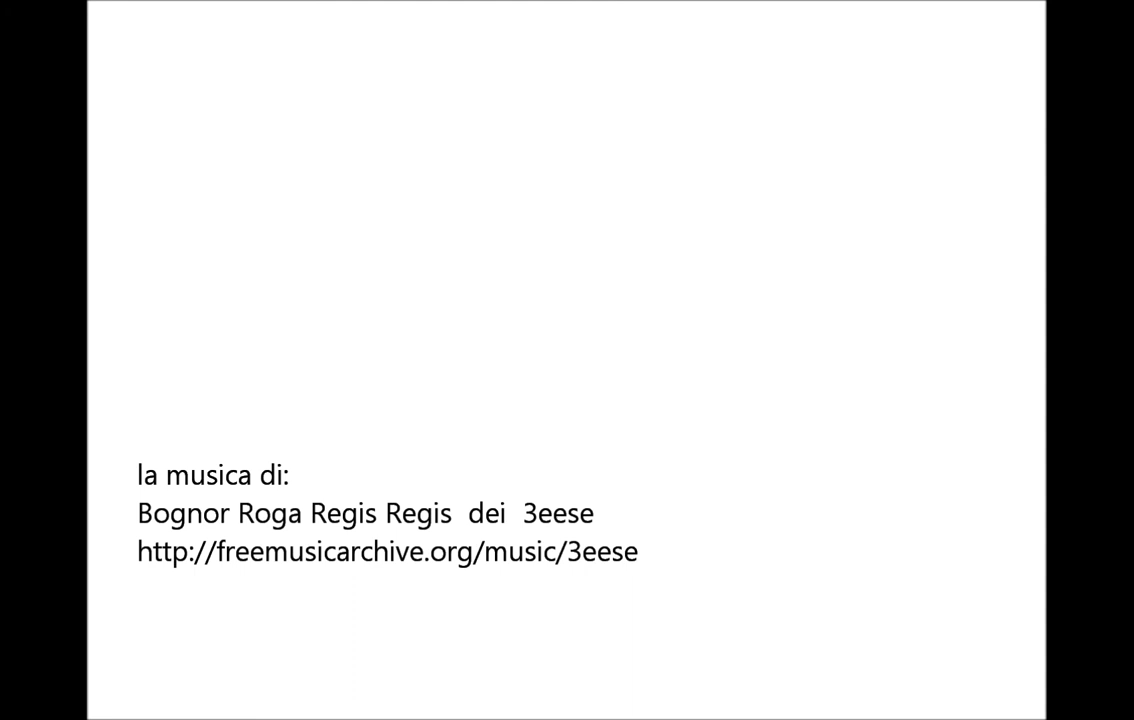 la musica di:
Bognor Roga Regis Regis  dei  3eese
http://freemusicarchive.org/music/3eese